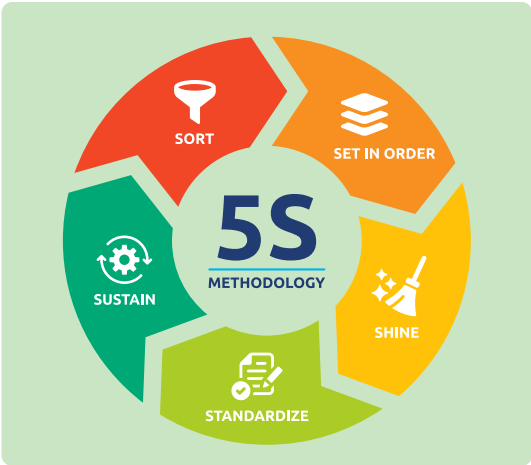 5S
METHODOLOGY
SORT
SET IN ORDER
SHINE
STANDARDIZE
SUSTAIN